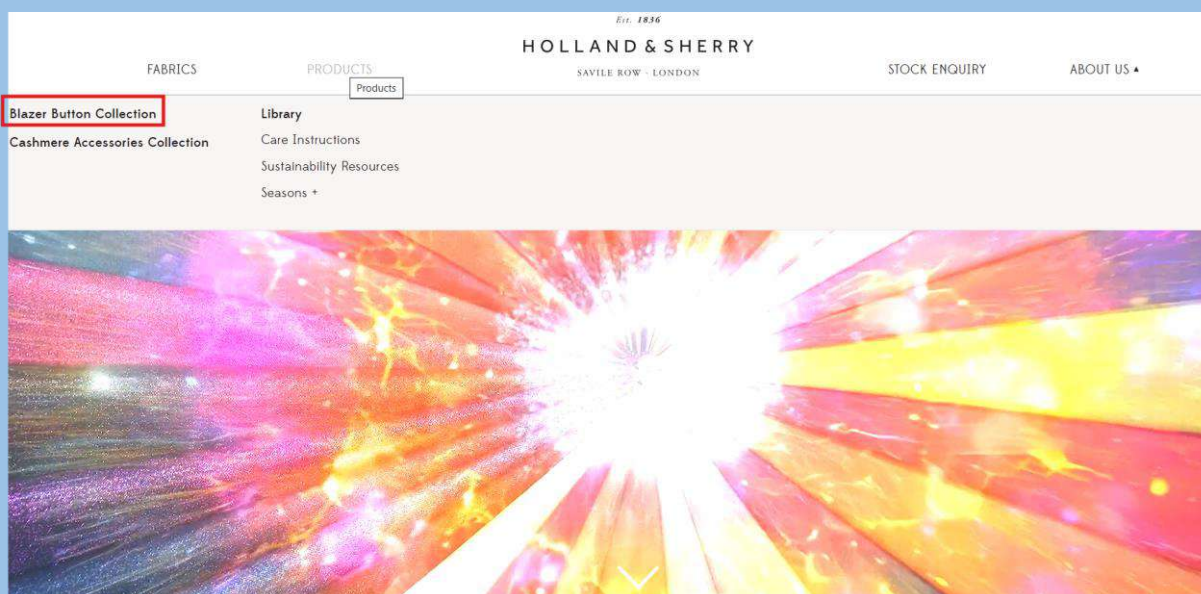 Est. 1836
HOLLAND & SHERRY
SAVILE ROW - LONDON
FABRICS
PRODUCTS
STOCK ENQUIRY
ABOUT US ▲
Products
Blazer Button Collection
Cashmere Accessories Collection
Library
Care Instructions
Sustainability Resources
Seasons +